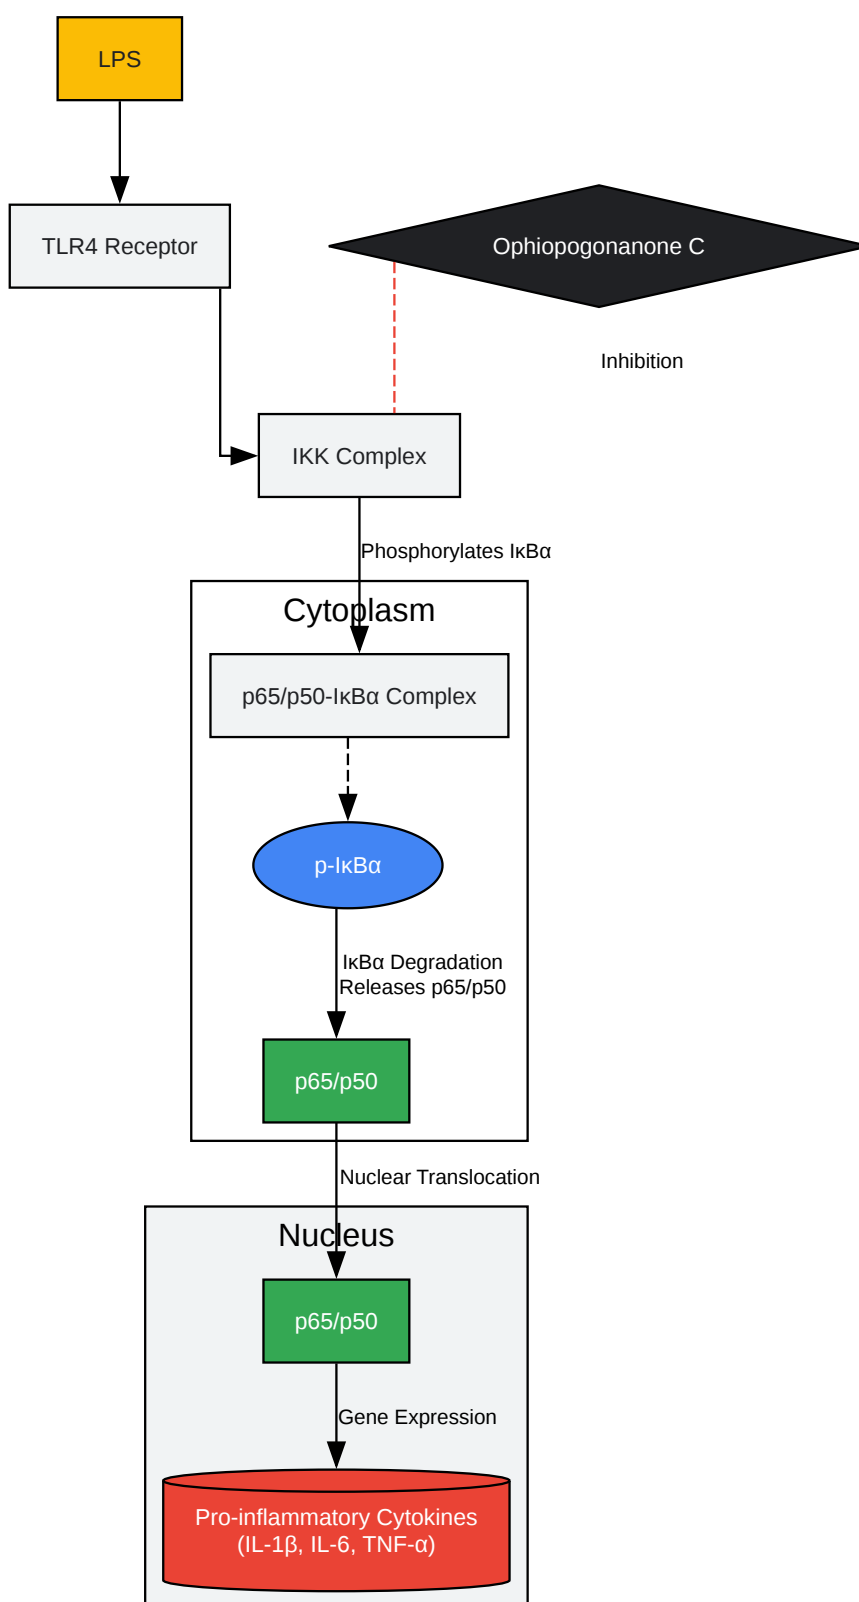 LPS
TLR4 Receptor
Ophiopogonanone C
Inhibition
IKK Complex
Phosphorylates IκBα
Cytoplasm
p65/p50-IκBα Complex
p-IκBα
IκBα Degradation
Releases p65/p50
p65/p50
Nuclear Translocation
Nucleus
p65/p50
Gene Expression
Pro-inflammatory Cytokines
(IL-1β, IL-6, TNF-α)